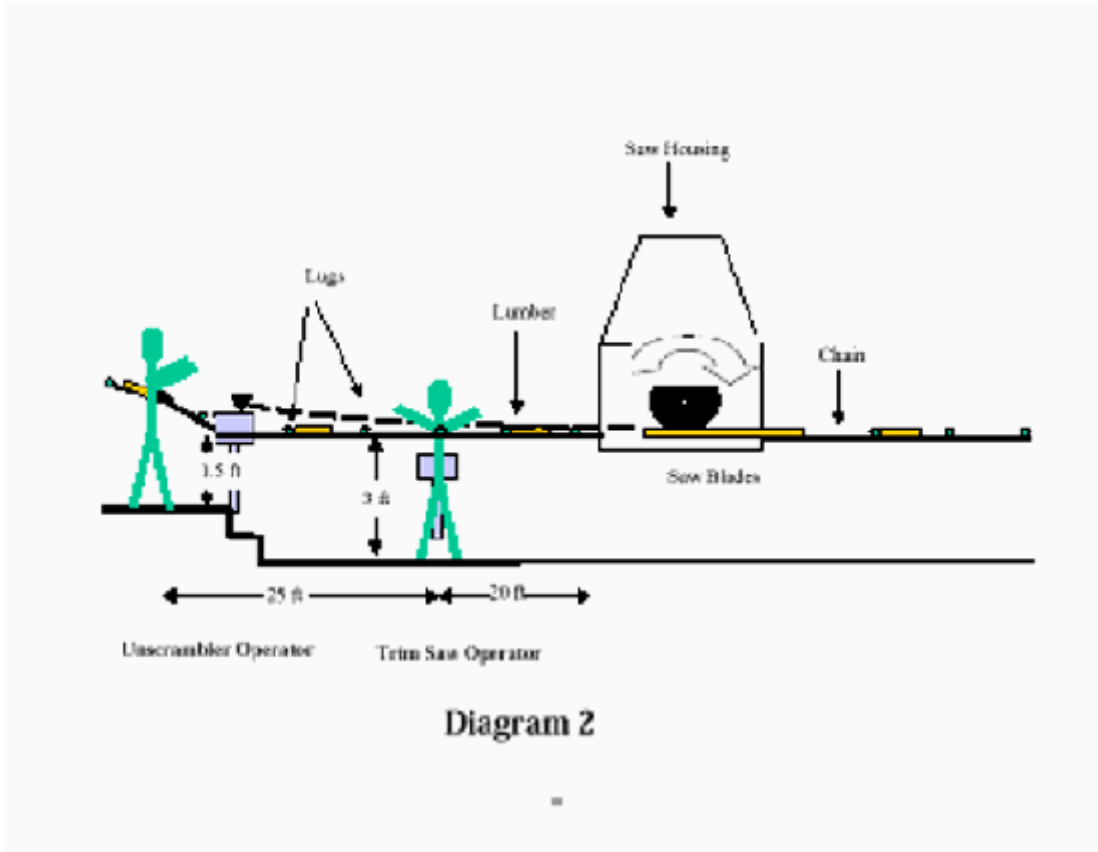 Saw Housing
Lugs
Lumber
Chain
1.5 ft
3 ft
Saw Blades
25 ft
20 ft
Unscrambler Operator
Trim Saw Operator
Diagram 2